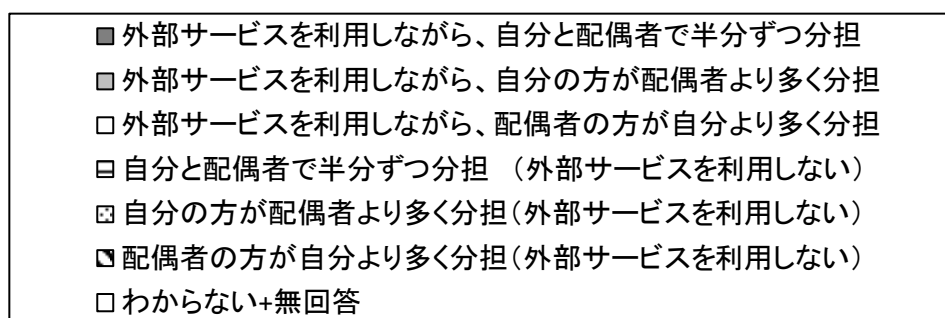 外部サービスを利用しながら、自分と配偶者で半分ずつ分担
外部サービスを利用しながら、自分の方が配偶者より多く分担
外部サービスを利用しながら、配偶者の方が自分より多く分担
自分と配偶者で半分ずつ分担　（外部サービスを利用しない）
自分の方が配偶者より多く分担（外部サービスを利用しない）
配偶者の方が自分より多く分担（外部サービスを利用しない）
わからない+無回答